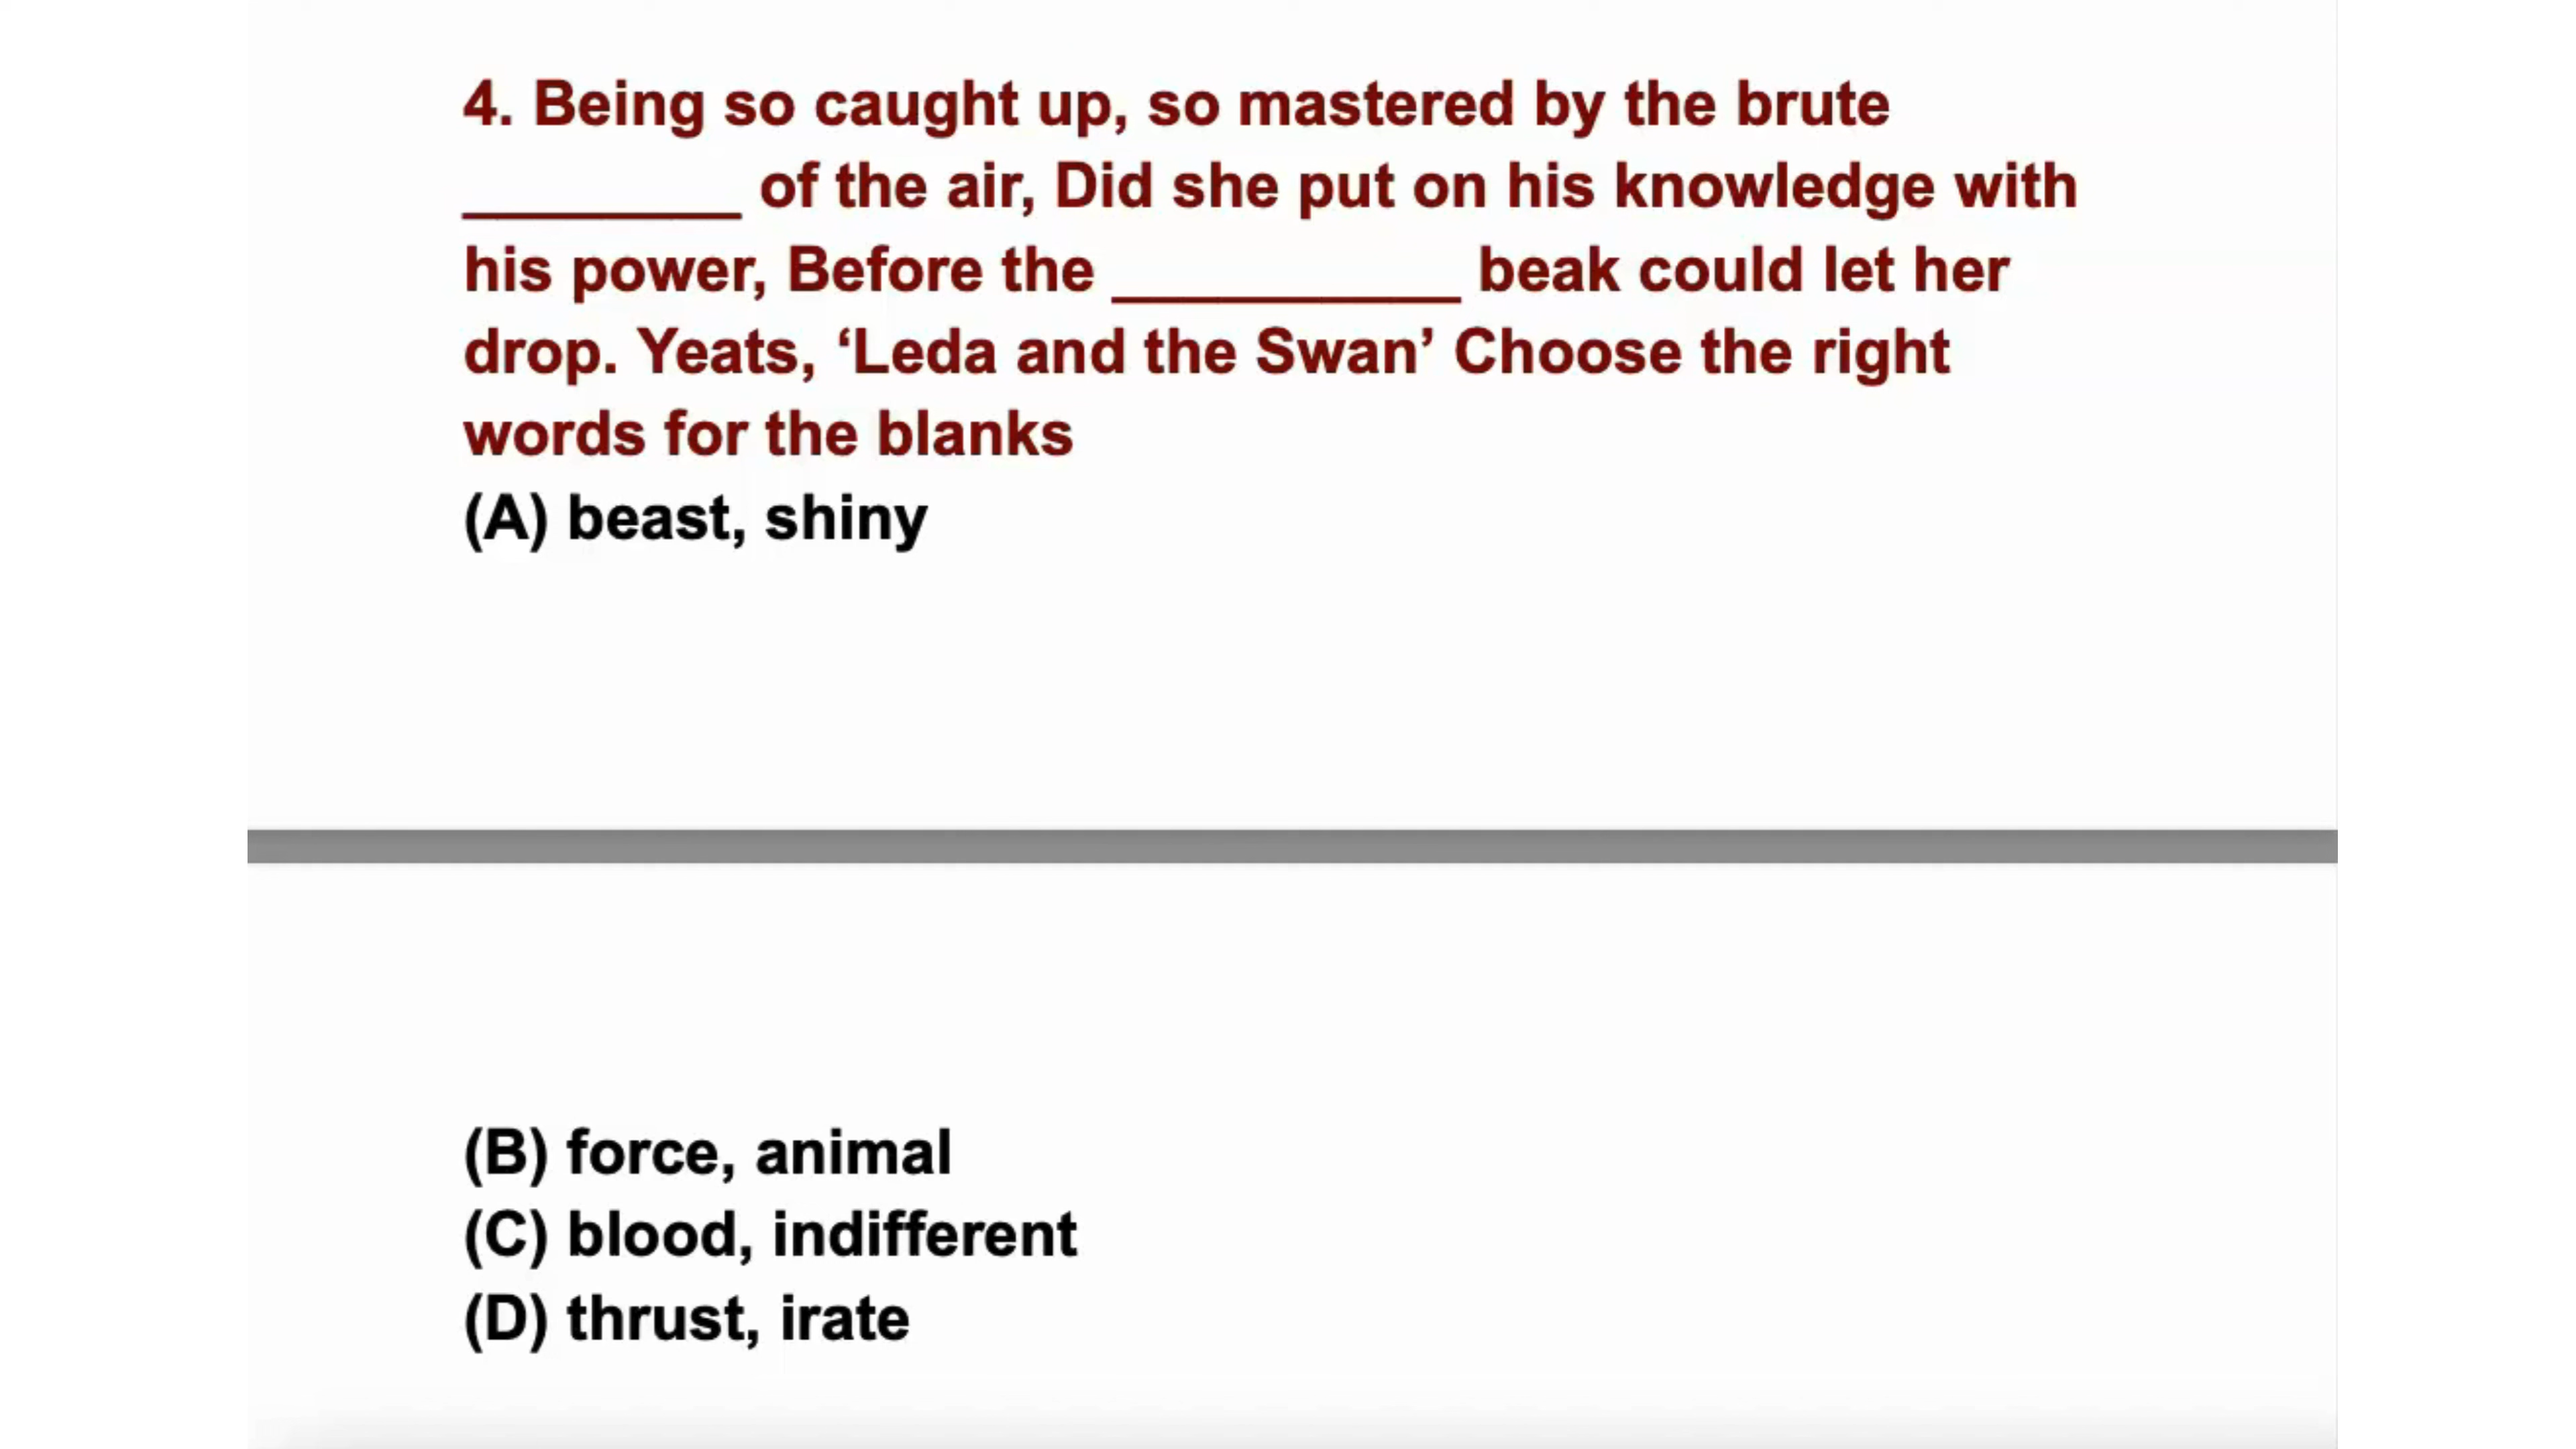 4. Being so caught up, so mastered by the brute
________ of the air, Did she put on his knowledge with
his power, Before the __________ beak could let her
drop. Yeats, ‘Leda and the Swan’ Choose the right
words for the blanks
(A) beast, shiny
(B) force, animal
(C) blood, indifferent
(D) thrust, irate